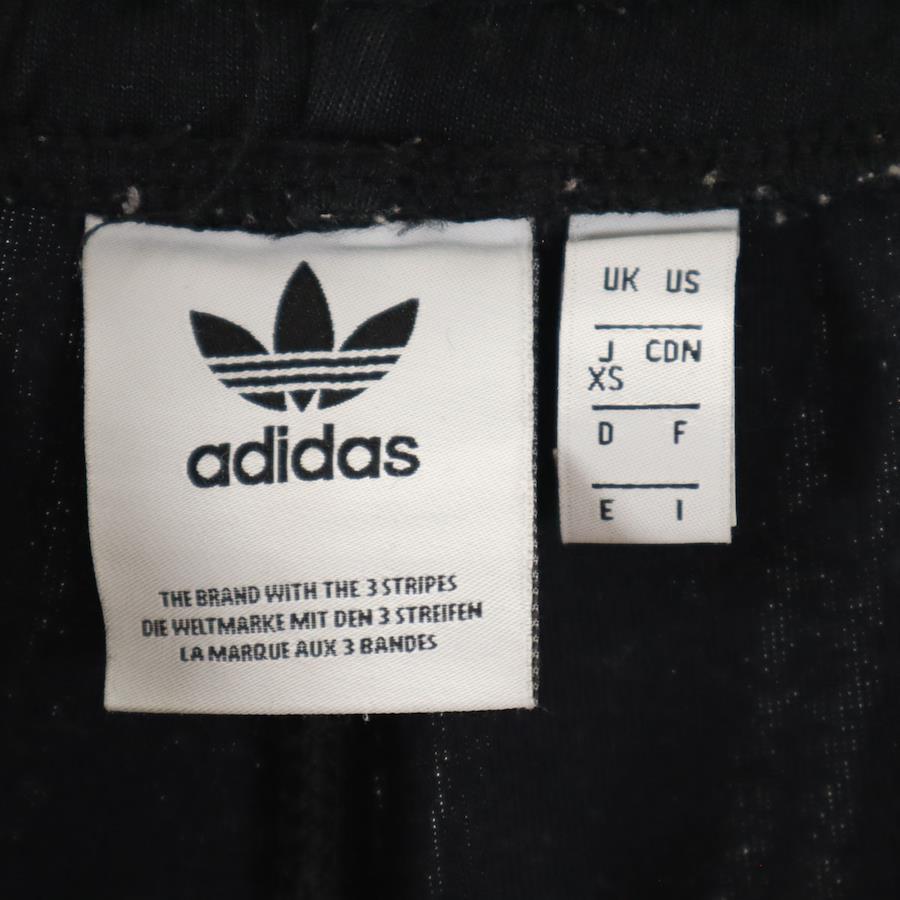 adidas
THE BRAND WITH THE 3 STRIPES
DIE WELTMARKE MIT DEN 3 STREIFEN
LA MARQUE AUX 3 BANDES
UK US
J CDN
XS
D F
E I